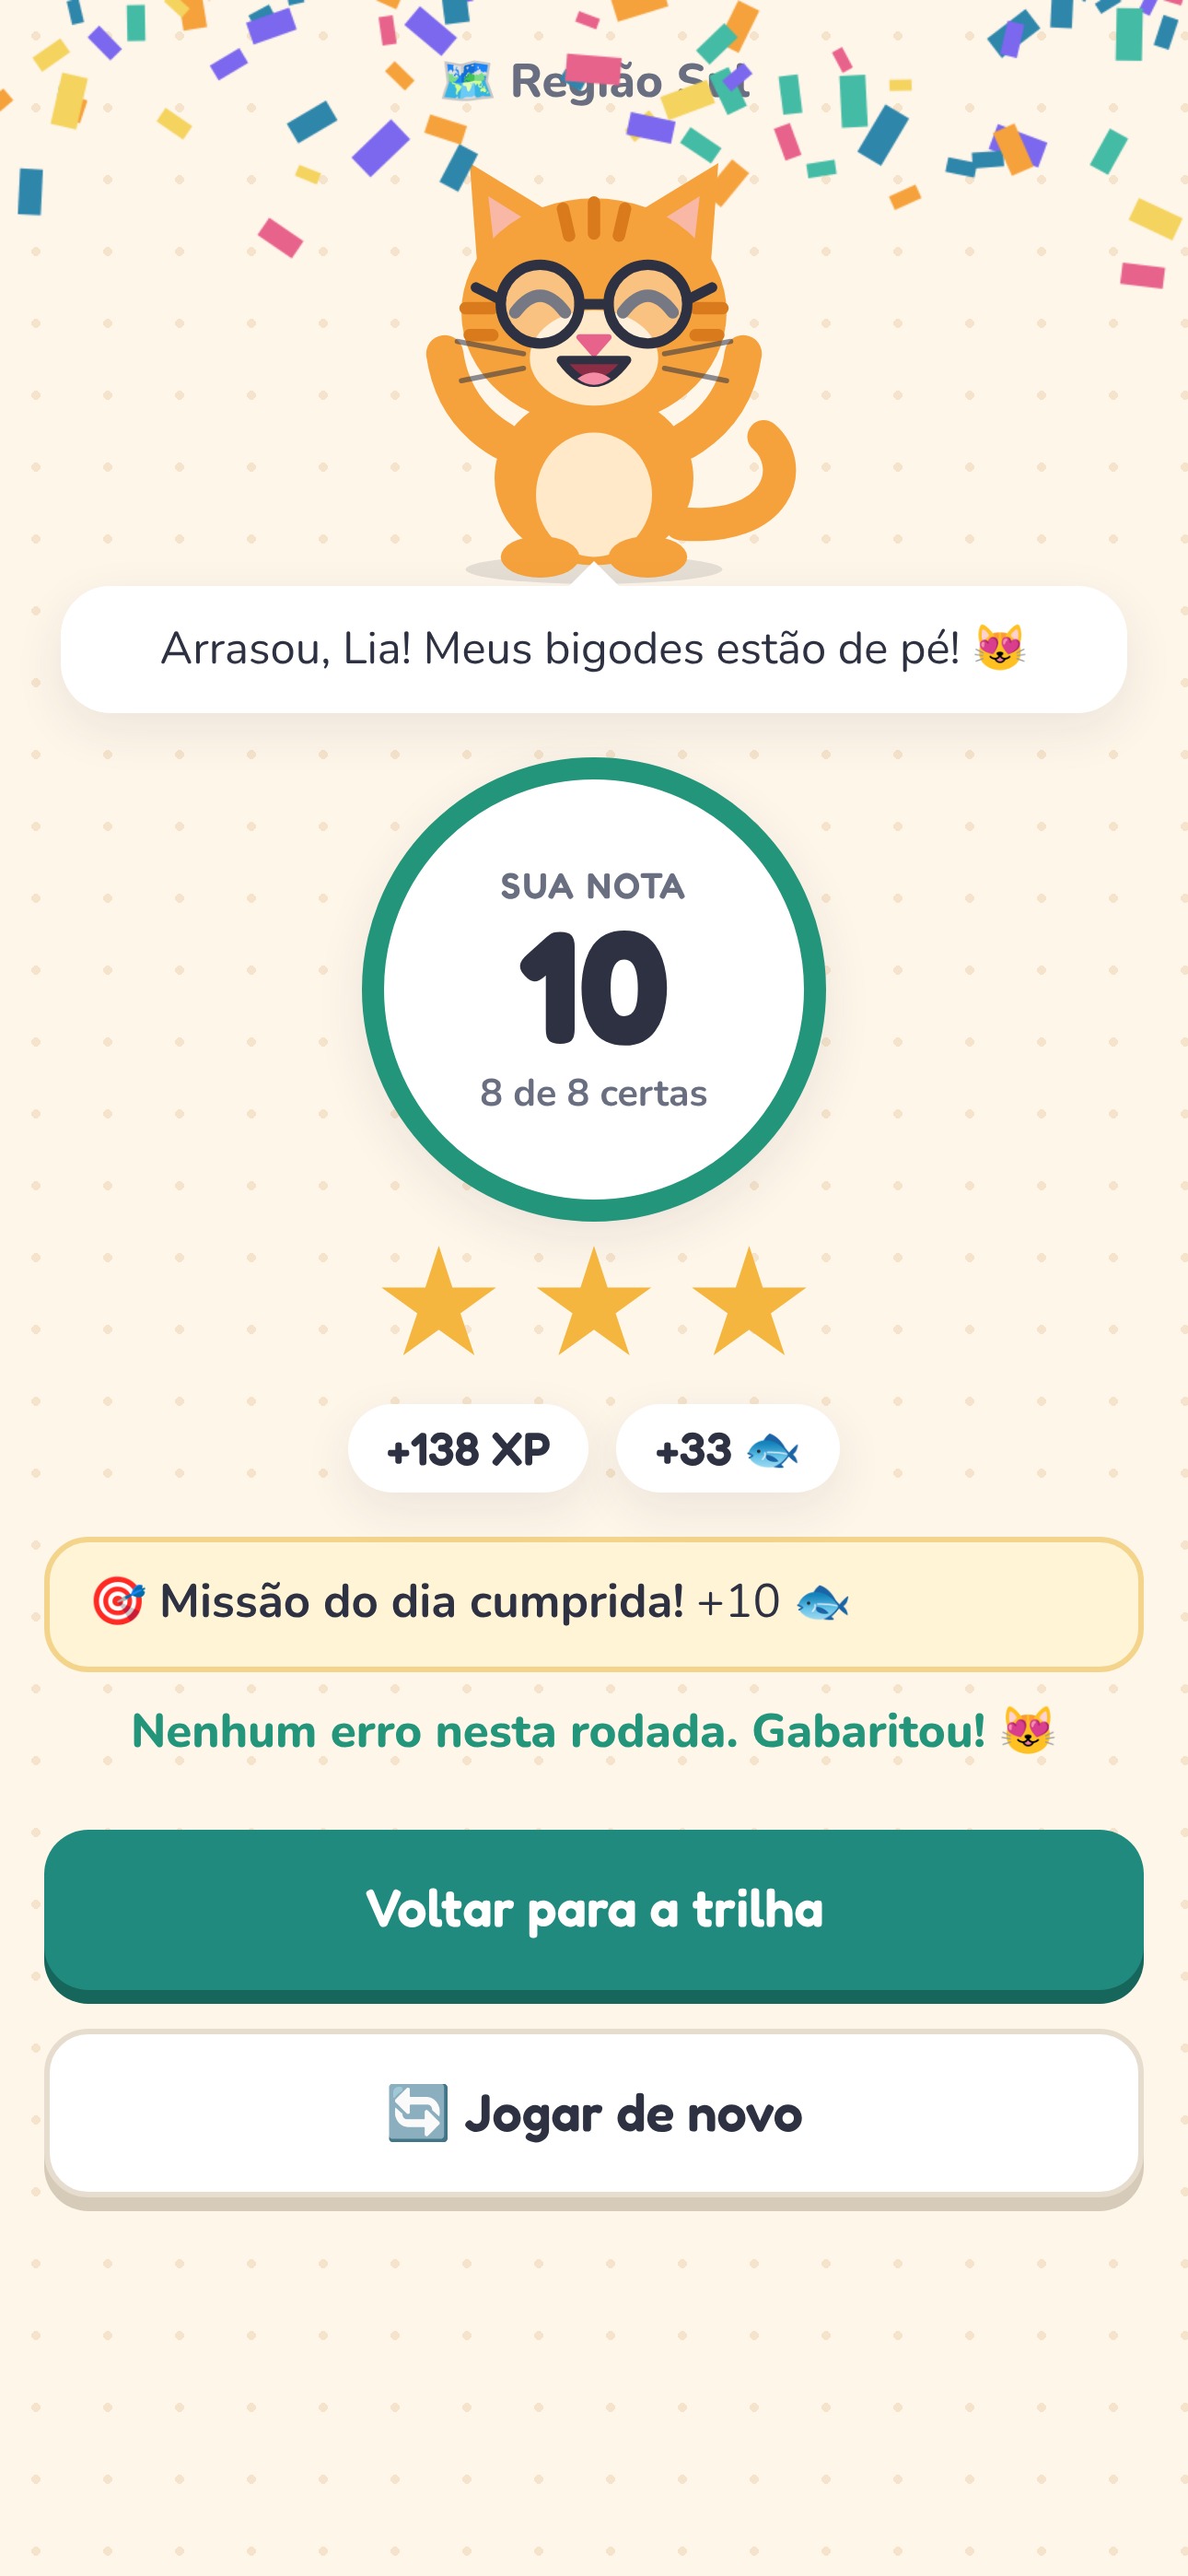 🗺️ Região Sul
Arrasou, Lia! Meus bigodes estão de pé! 😻
SUA NOTA
10
8 de 8 certas
+138 XP
+33 🐟
🎯 Missão do dia cumprida! +10 🐟
Nenhum erro nesta rodada. Gabaritou! 😻
Voltar para a trilha
🔄 Jogar de novo